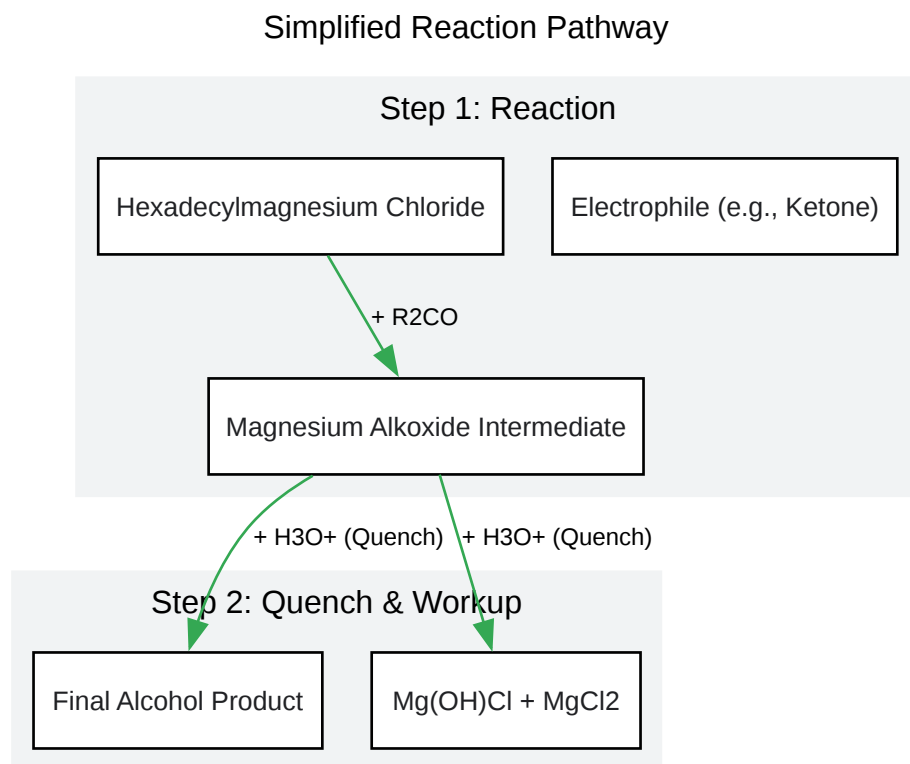 Simplified Reaction Pathway
Step 1: Reaction
Hexadecylmagnesium Chloride
Electrophile (e.g., Ketone)
+ R2CO
Magnesium Alkoxide Intermediate
+ H3O+ (Quench)
+ H3O+ (Quench)
Step 2: Quench & Workup
Final Alcohol Product
Mg(OH)Cl + MgCl2